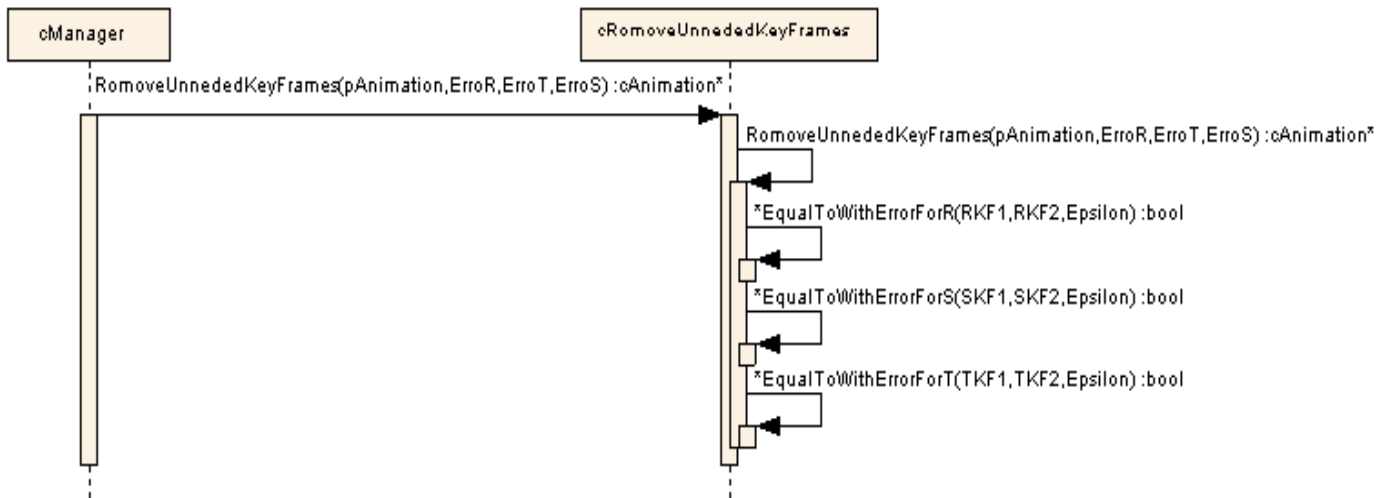 cManager
cRomoveUnnededKeyFrames
RomoveUnnededKeyFrames(pAnimation,ErroR,ErroT,ErroS) :cAnimation*
RomoveUnnededKeyFrames(pAnimation,ErroR,ErroT,ErroS) :cAnimation*
*EqualToWithErrorForR(RKF1,RKF2,Epsilon) :bool
*EqualToWithErrorForS(SKF1,SKF2,Epsilon) :bool
*EqualToWithErrorForT(TKF1,TKF2,Epsilon) :bool